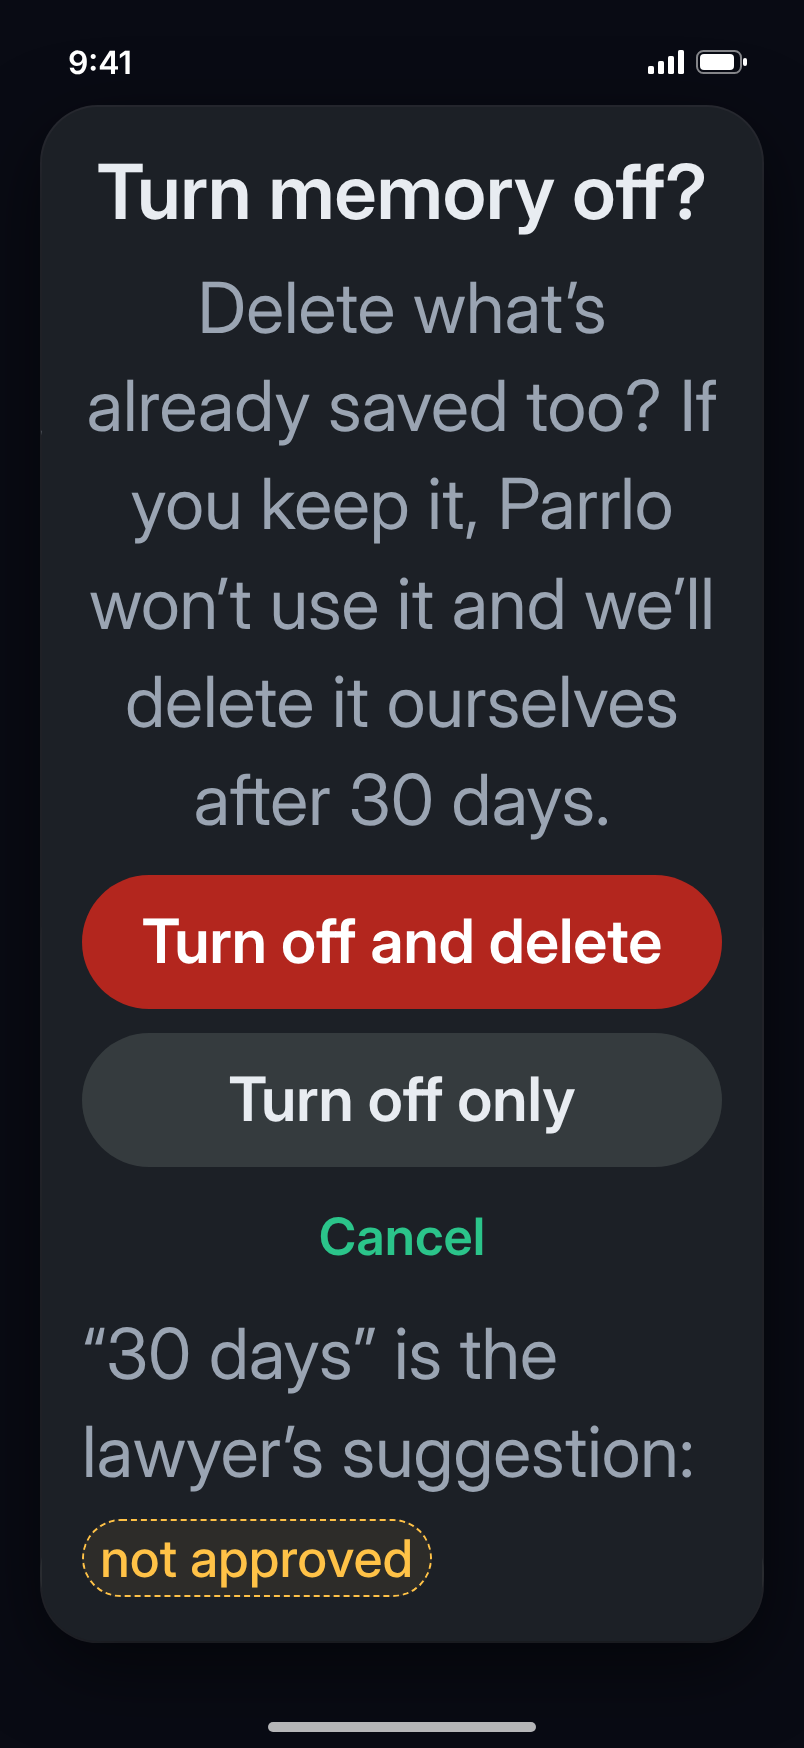 9:41
Turn memory off?
Delete what’s
already saved too? If
you keep it, Parrlo
won’t use it and we’ll
delete it ourselves
after 30 days.
Turn off and delete
Turn off only
Cancel
“30 days” is the
lawyer’s suggestion:
not approved